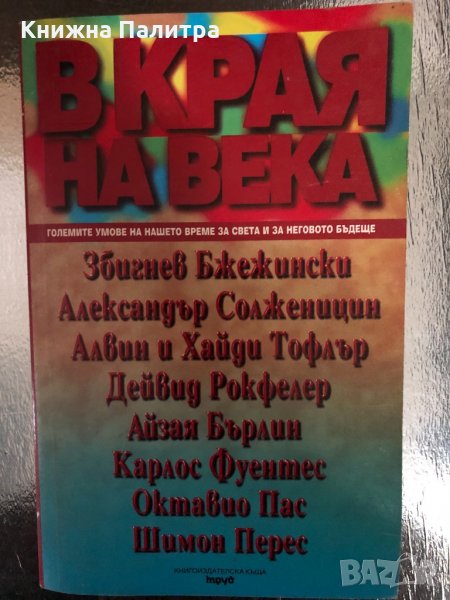 Книжна Палитра
В КРАЯ
НА ВЕКА
ГОЛЕМИТЕ УМОВЕ НА НАШЕТО ВРЕМЕ ЗА СВЕТА И ЗА НЕГОВОТО БЪДЕЩЕ
Збигнев Бжежински
Александър Солженицин
Алвин и Хайди Тофлър
Дейвид Рокфелер
Айзая Бърлин
Карлос Фуентес
Октавио Пас
Шимон Перес
КНИГОИЗДАТЕЛСКА КЪЩА
труд
BAZAR